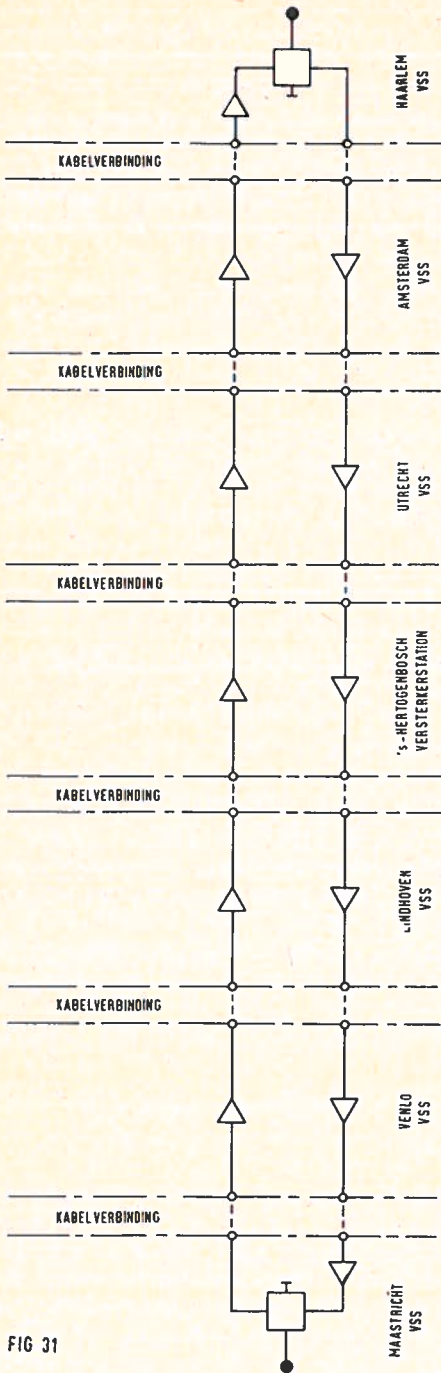 HAARLEM
VSS
KABELVERBINDING
AMSTERDAM
VSS
KABELVERBINDING
UTRECHT
VSS
KABELVERBINDING
's-HERTOGENBOSCH
VERSTERKERSTATION
KABELVERBINDING
EINDHOVEN
VSS
KABELVERBINDING
VENLO
VSS
KABELVERBINDING
MAASTRICHT
VSS
FIG 31